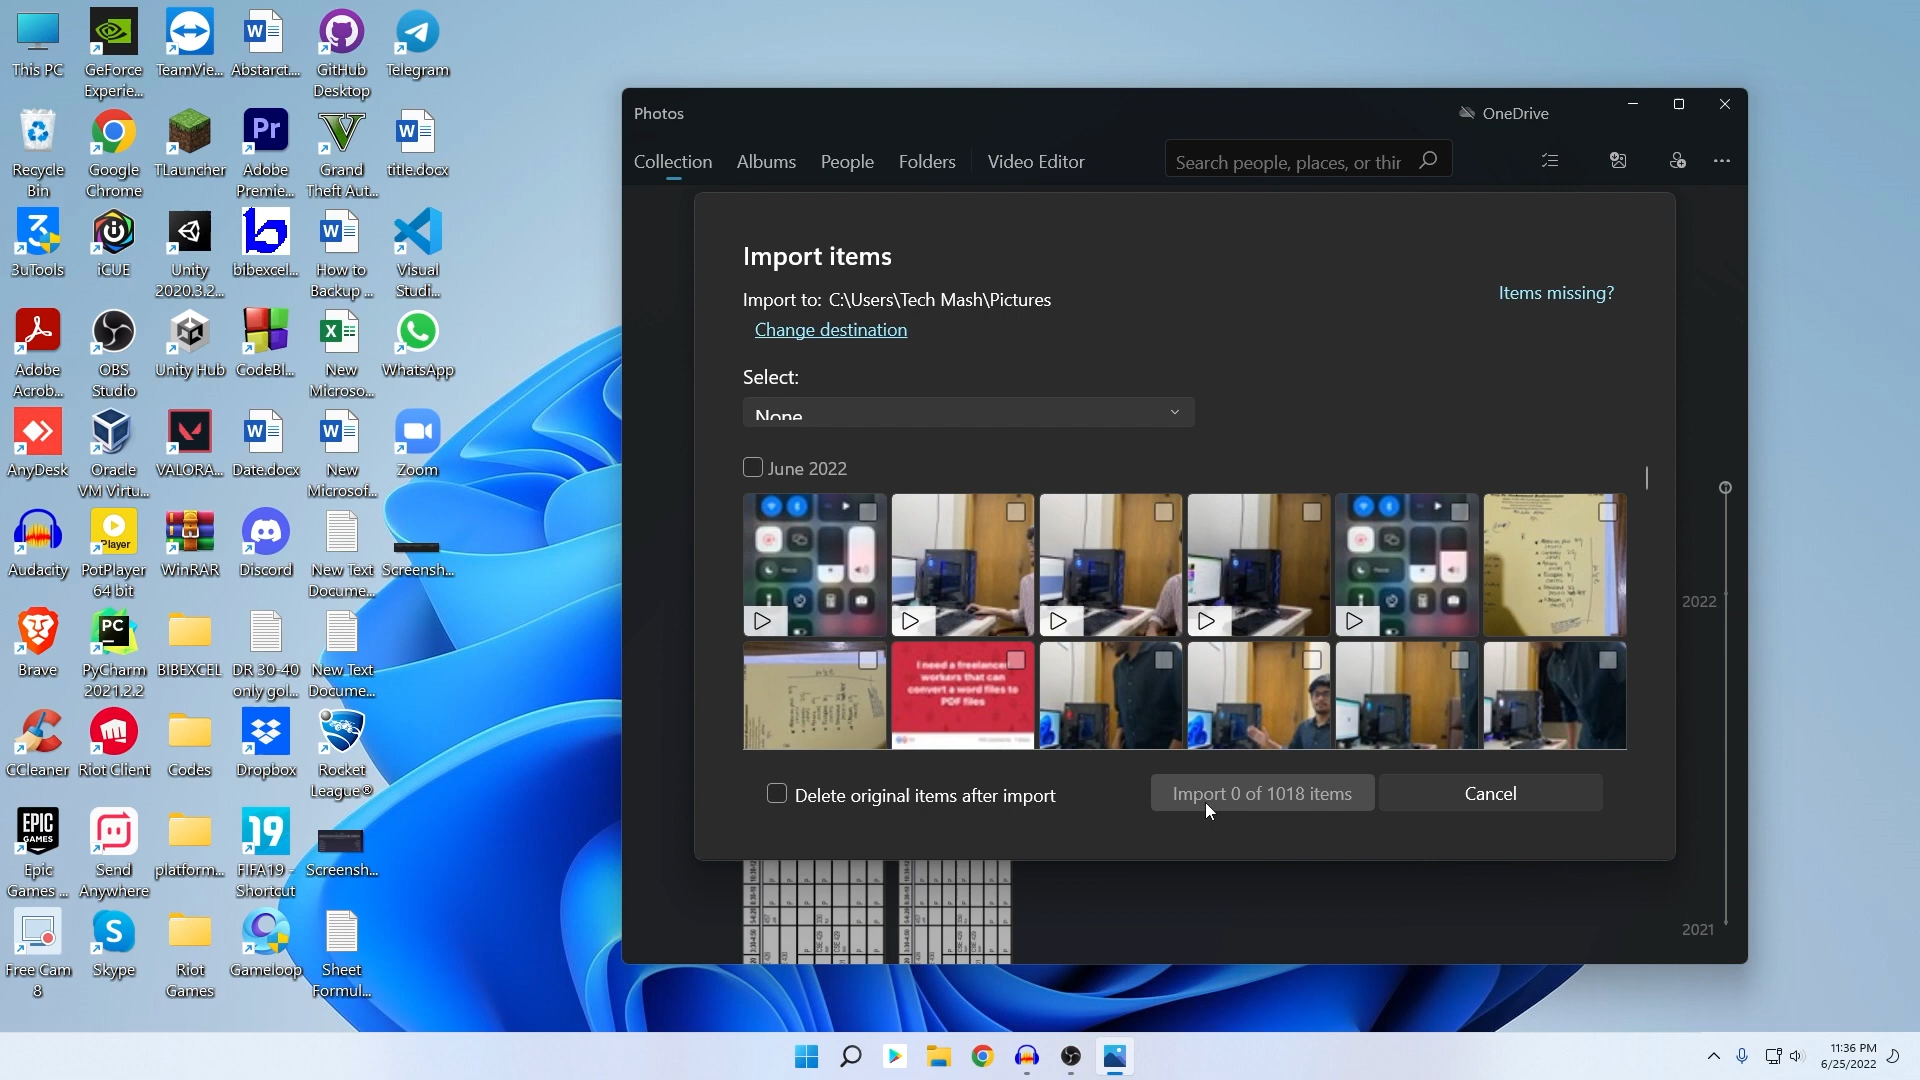 This PC
GeForce
Experie...
TeamVie...
Abstarct....
GitHub
Desktop
Telegram
Recycle
Bin
Google
Chrome
TLauncher
Adobe
Premie...
Grand
Theft Aut...
title.docx
3uTools
iCUE
Unity
2020.3.2...
bibexcel...
How to
Backup ...
Visual
Studi...
Adobe
Acrob...
OBS
Studio
Unity Hub
CodeBl...
New
Microso...
WhatsApp
AnyDesk
Oracle
VM Virtu...
VALORA...
Date.docx
New
Microsof...
Zoom
Audacity
Player
PotPlayer
64 bit
WinRAR
Discord
New Text
Docume...
Screensh...
Brave
PyCharm
2021.2.2
BIBEXCEL
DR 30-40
only gol...
New Text
Docume...
CCleaner
Riot Client
Codes
Dropbox
Rocket
League®
EPIC
GAMES
Epic
Games ...
Send
Anywhere
platform...
FIFA19 -
Shortcut
Screensh...
Free Cam
8
Skype
Riot
Games
Gameloop
Sheet
Formul...
Photos
OneDrive
Collection
Albums
People
Folders
Video Editor
Search people, places, or thir
Import items
Import to: C:\Users\Tech Mash\Pictures
Items missing?
Change destination
Select:
None
June 2022
I need a freelancer
workers that can
convert a word files to
PDF files
Delete original items after import
Import 0 of 1018 items
Cancel
2022
2021
11:36 PM
6/25/2022